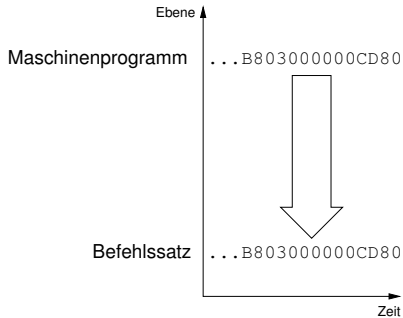 Ebene
Maschinenprogramm ...B803000000CD80
Befehlssatz ...B803000000CD80
Zeit